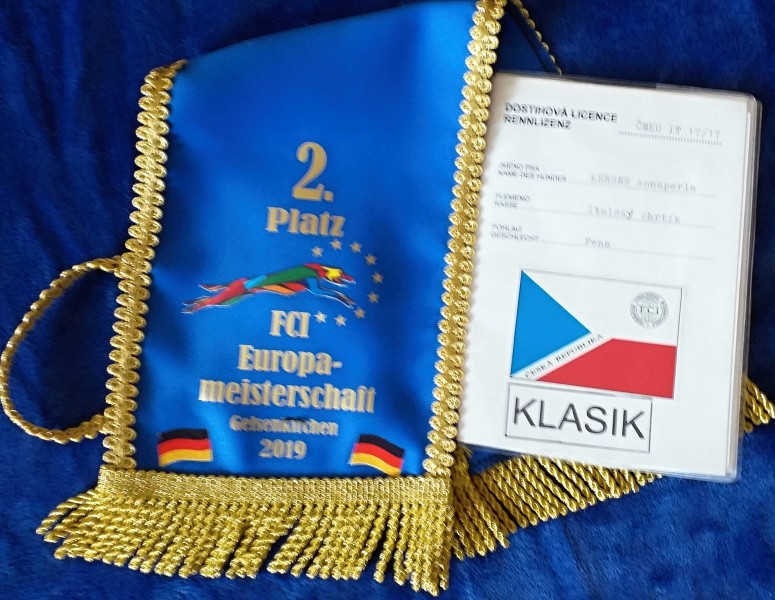 2.
Platz
FCI
Europa-
meisterschaft
Gelsenkirchen
2019
DOSTIHOVÁ LICENCE
RENNLIZENZ
ČMKU IT 17/17
JMÉNO PSA
NAME DES HUNDES
Annaperla
PLEMENO
RASSE
Italský chrtík
POHLAVÍ
GESCHLECHT
Fena
FCI
ČESKÁ REPUBLIKA
KLASIK